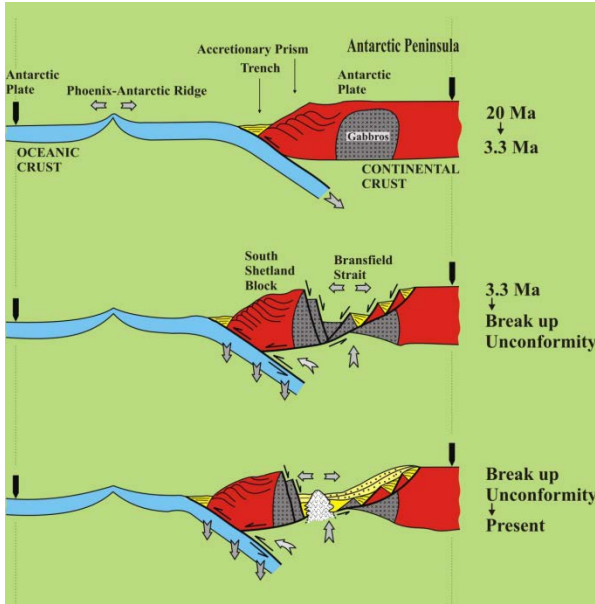 Antarctic Peninsula
Accretionary Prism
Trench
Antarctic
Plate
Phoenix-Antarctic Ridge
Antarctic
Plate
20 Ma
3.3 Ma
Gabbros
OCEANIC
CRUST
CONTINENTAL
CRUST
South
Shetland
Block
Bransfield
Strait
3.3 Ma
Break up
Unconformity
Break up
Unconformity
Present